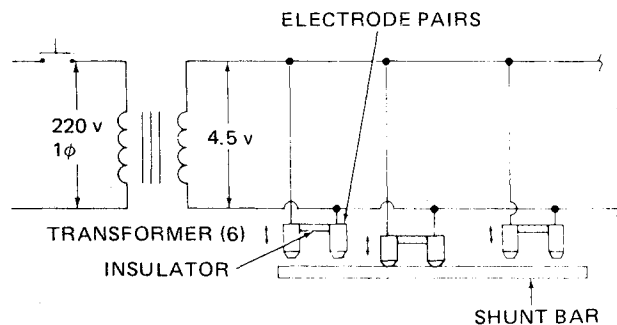 ELECTRODE PAIRS
220 v
1ϕ
4.5 v
TRANSFORMER (6)
INSULATOR
SHUNT BAR